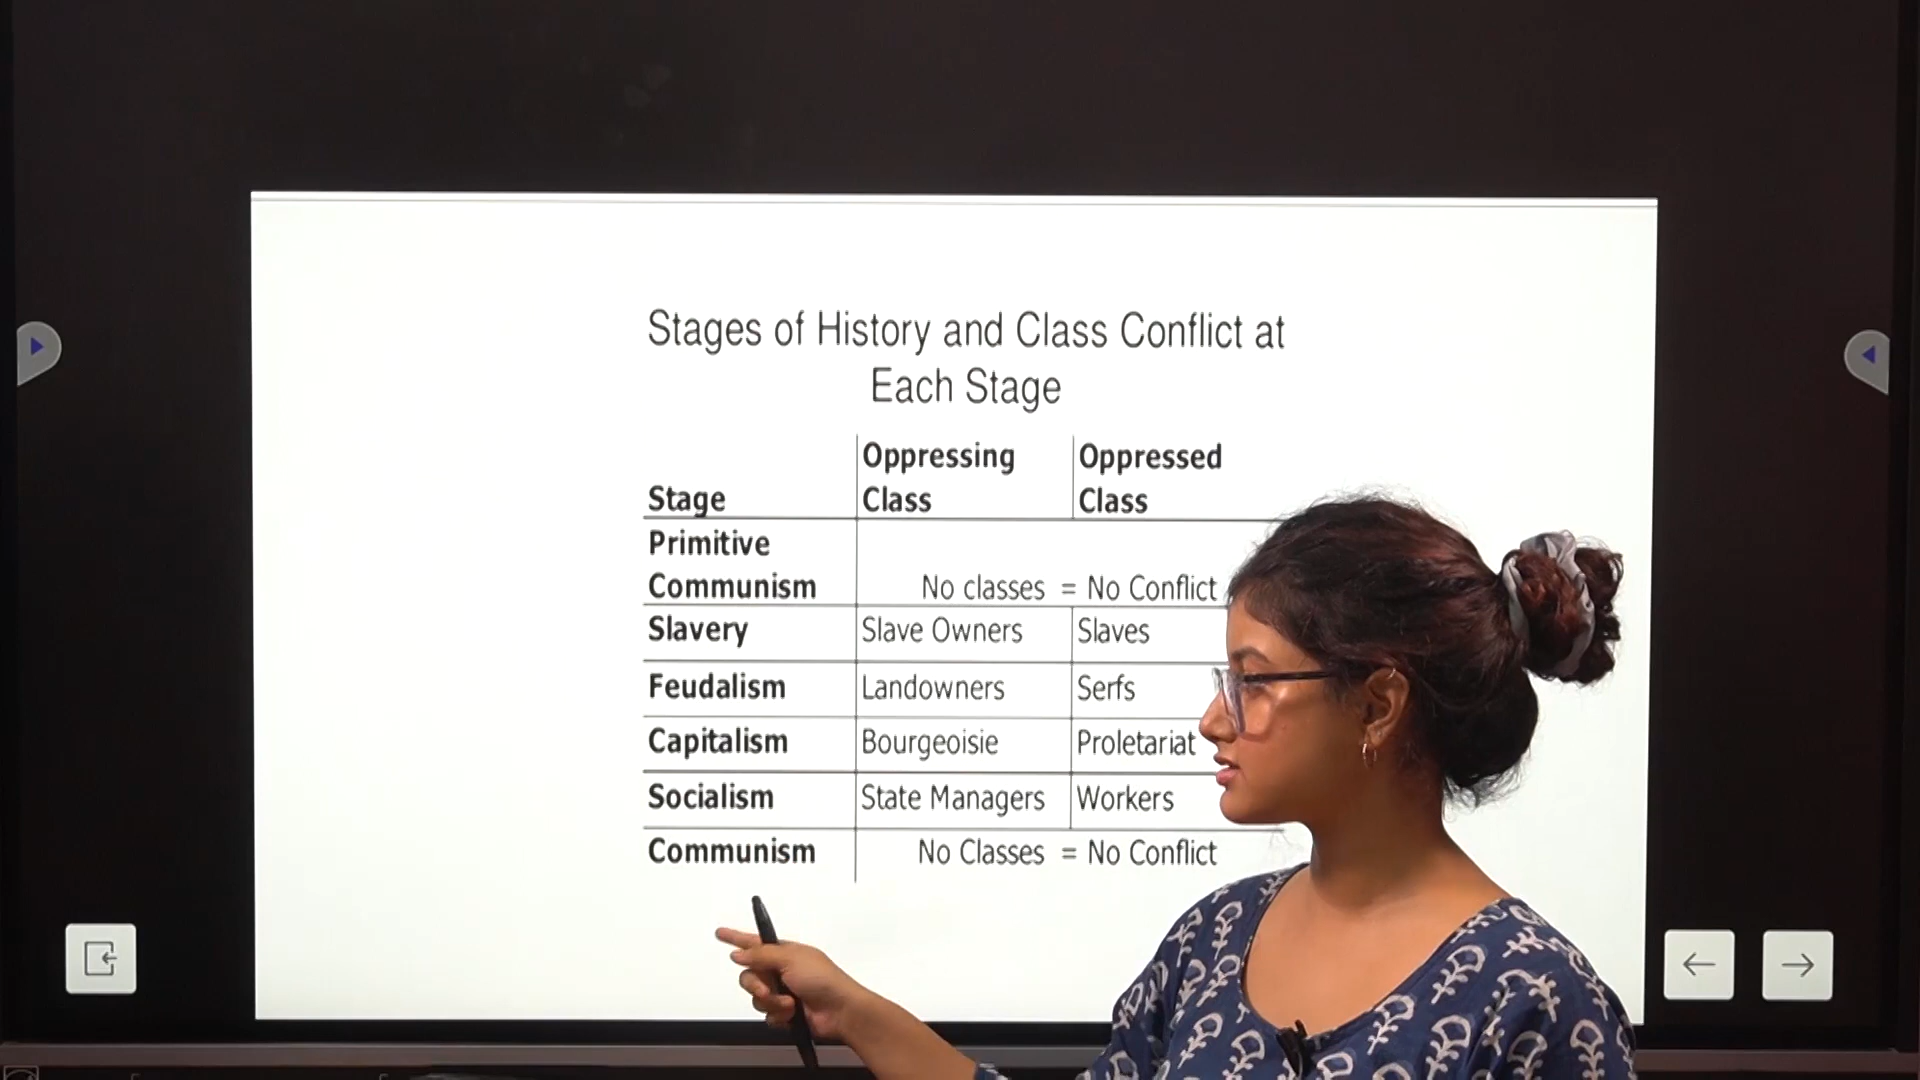 Stages of History and Class Conflict at
Each Stage
Stage Oppressing Class Oppressed Class
Primitive Communism No classes = No Conflict
Slavery Slave Owners Slaves
Feudalism Landowners Serfs
Capitalism Bourgeoisie Proletariat
Socialism State Managers Workers
Communism No Classes = No Conflict